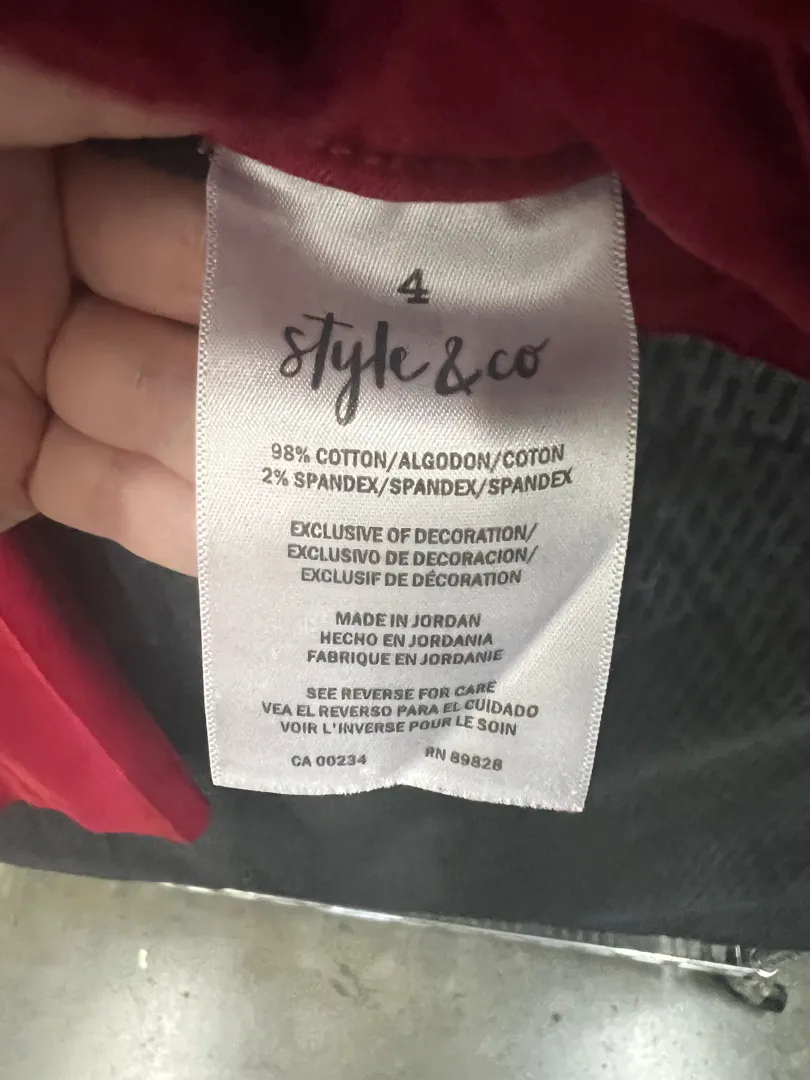 4
style & co
98% COTTON/ALGODON/COTON
2% SPANDEX/SPANDEX/SPANDEX
EXCLUSIVE OF DECORATION/
EXCLUSIVO DE DECORACION/
EXCLUSIF DE DÉCORATION
MADE IN JORDAN
HECHO EN JORDANIA
FABRIQUE EN JORDANIE
SEE REVERSE FOR CARE
VEA EL REVERSO PARA EL CUIDADO
VOIR L'INVERSE POUR LE SOIN
CA 00234 RN 89828